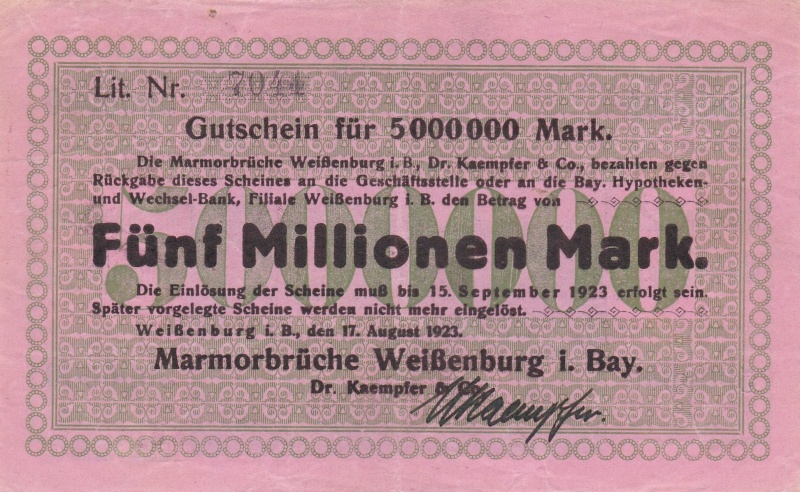 Lit. Nr. 7044
Gutschein für 5000000 Mark.
Die Marmorbrüche Weißenburg i. B., Dr. Kaempfer & Co., bezahlen gegen
Rückgabe dieses Scheines an die Geschäftsstelle oder an die Bay. Hypotheken-
und Wechsel-Bank, Filiale Weißenburg i. B. den Betrag von
5000000
Fünf Millionen Mark.
Die Einlösung der Scheine muß bis 15. September 1923 erfolgt sein.
Später vorgelegte Scheine werden nicht mehr eingelöst.
Weißenburg i. B., den 17. August 1923.
Marmorbrüche Weißenburg i. Bay.
Dr. Kaempfer &
Kaempfer